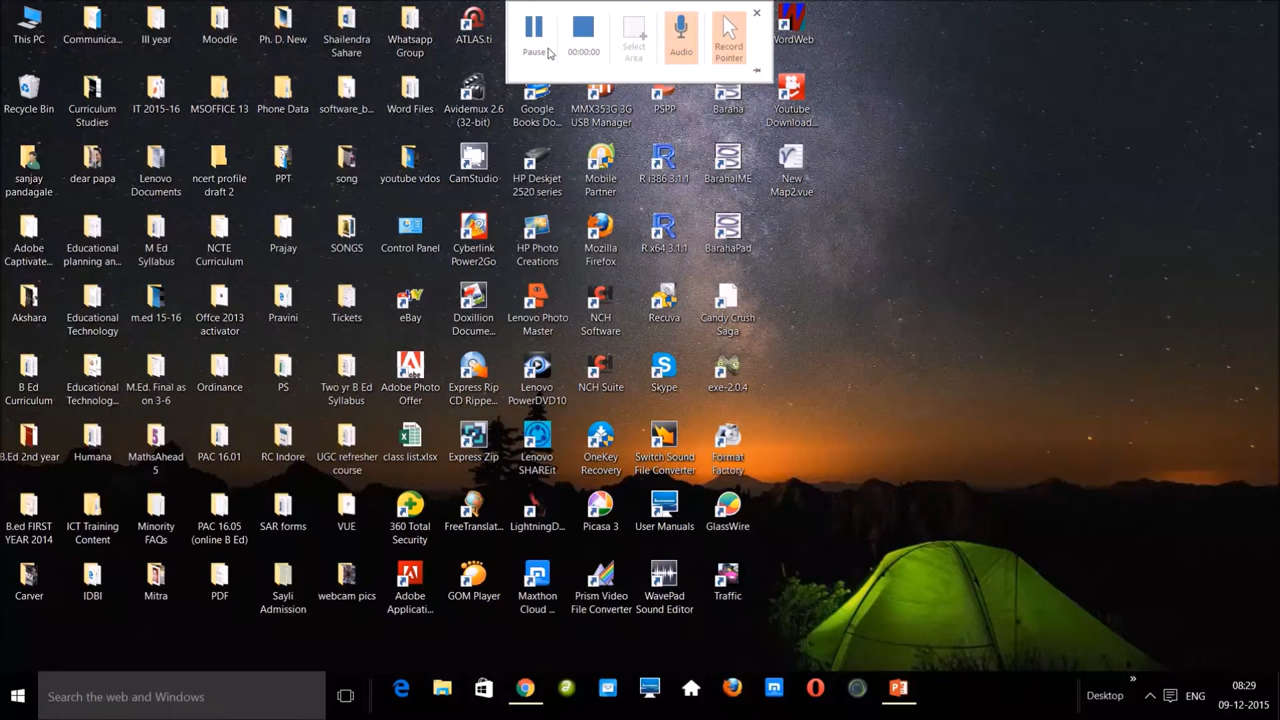 Pause
00:00:00
Select
Area
Audio
Record
Pointer
This PC
Communica...
III year
Moodle
Ph. D. New
Shailendra
Sahare
Whatsapp
Group
ATLAS.ti
WordWeb
Recycle Bin
Curriculum
Studies
IT 2015-16
MSOFFICE 13
Phone Data
software_b...
Word Files
Avidemux 2.6
(32-bit)
Google
Books Do...
MMX353G 3G
USB Manager
PSPP
Baraha
Youtube
Download...
sanjay
pandagale
dear papa
Lenovo
Documents
ncert profile
draft 2
PPT
song
youtube vdos
CamStudio
HP Deskjet
2520 series
Mobile
Partner
R i386 3.1.1
BarahaIME
New
Map2.vue
Adobe
Captivate...
Educational
planning an...
M Ed
Syllabus
NCTE
Curriculum
Prajay
SONGS
Control Panel
Cyberlink
Power2Go
HP Photo
Creations
Mozilla
Firefox
R x64 3.1.1
BarahaPad
Akshara
Educational
Technology
m.ed 15-16
Offce 2013
activator
Pravini
Tickets
eBay
Doxillion
Docume...
Lenovo Photo
Master
NCH
Software
Recuva
Candy Crush
Saga
B Ed
Curriculum
Educational
Technolog...
M.Ed. Final as
on 3-6
Ordinance
PS
Two yr B Ed
Syllabus
Adobe Photo
Offer
Express Rip
CD Rippe...
Lenovo
PowerDVD10
NCH Suite
Skype
exe-2.0.4
B.Ed 2nd year
Humana
MathsAhead
5
PAC 16.01
RC Indore
UGC refresher
course
class list.xlsx
Express Zip
Lenovo
SHAREit
OneKey
Recovery
Switch Sound
File Converter
Format
Factory
B.ed FIRST
YEAR 2014
ICT Training
Content
Minority
FAQs
PAC 16.05
(online B Ed)
SAR forms
VUE
360 Total
Security
FreeTranslat...
LightningD...
Picasa 3
User Manuals
GlassWire
Carver
IDBI
Mitra
PDF
Sayli
Admission
webcam pics
Adobe
Applicati...
GOM Player
Maxthon
Cloud ...
Prism Video
File Converter
WavePad
Sound Editor
Traffic
Search the web and Windows
Desktop
ENG
08:29
09-12-2015